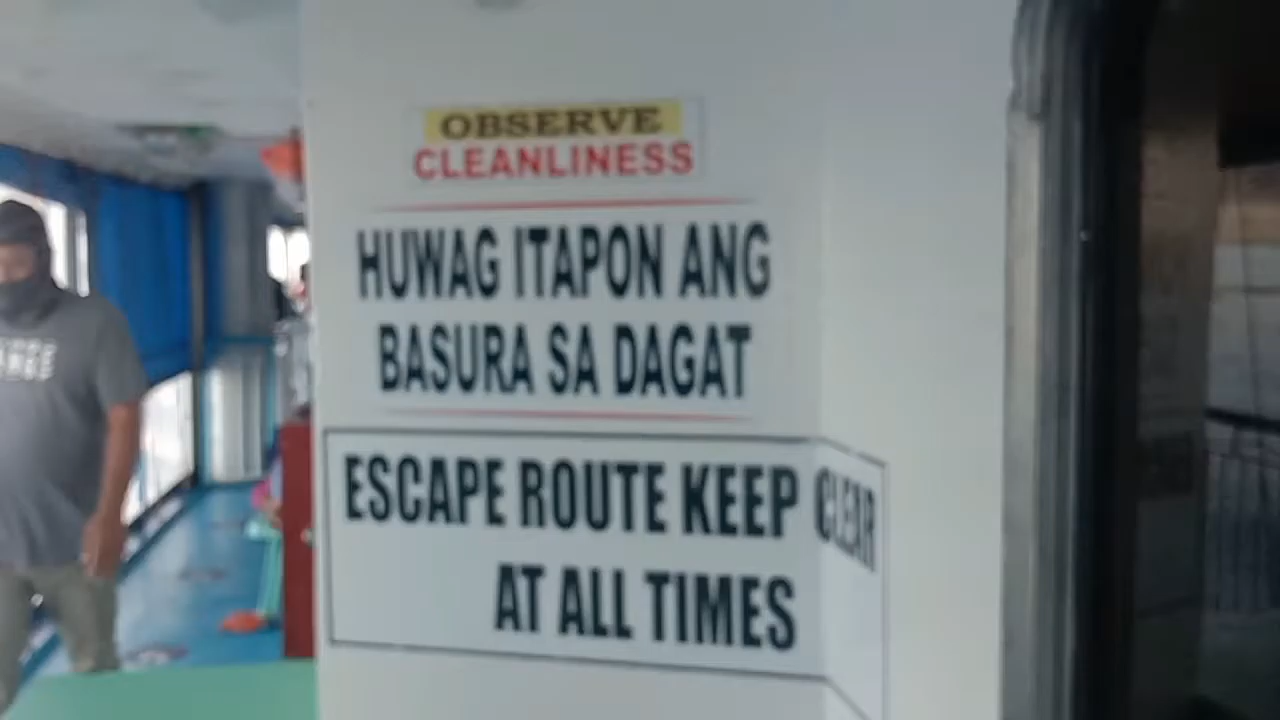 OBSERVE
CLEANLINESS
HUWAG ITAPON ANG
BASURA SA DAGAT
ESCAPE ROUTE KEEP CLEAR
AT ALL TIMES